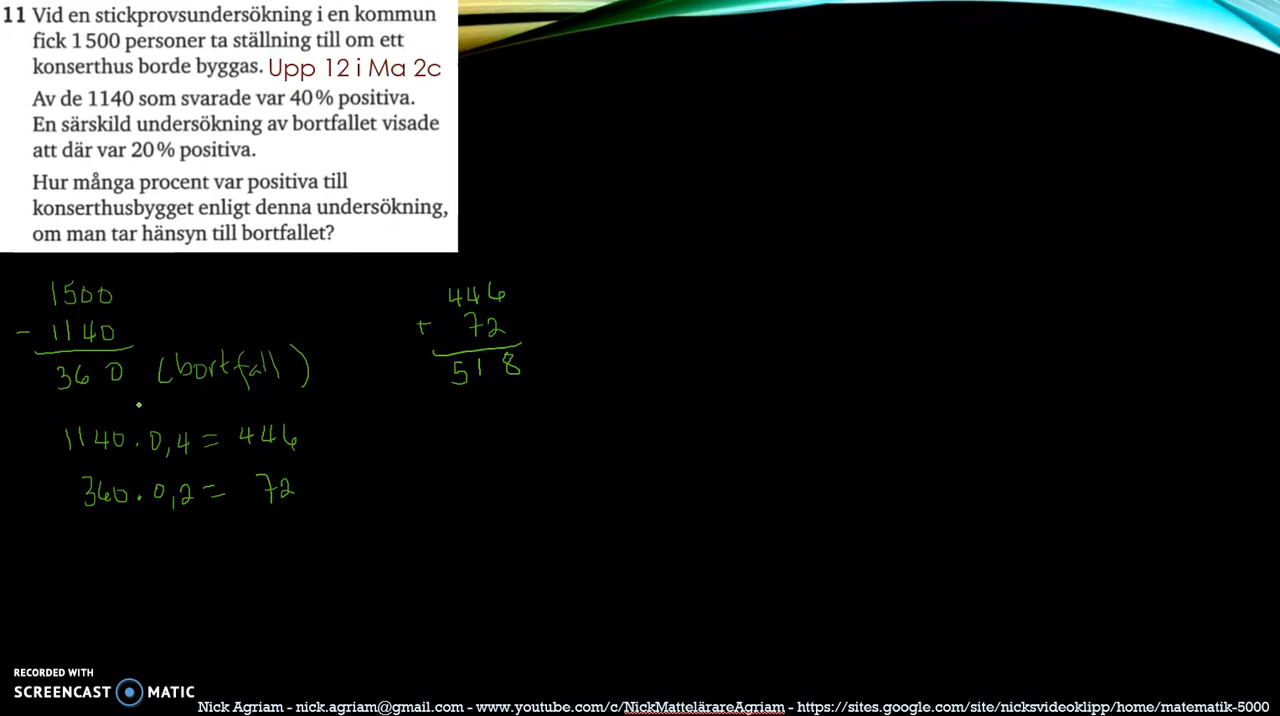 11 Vid en stickprovsundersökning i en kommun
fick 1 500 personer ta ställning till om ett
konserthus borde byggas. Upp 12 i Ma 2c
Av de 1140 som svarade var 40 % positiva.
En särskild undersökning av bortfallet visade
att där var 20 % positiva.
Hur många procent var positiva till
konserthusbygget enligt denna undersökning,
om man tar hänsyn till bortfallet?
1500
- 1140
360 (bortfall)
1140 . 0,4 = 446
360 . 0,2 = 72
446
+ 72
518
RECORDED WITH
SCREENCAST MATIC
Nick Agriam - nick.agriam@gmail.com - www.youtube.com/c/NickMattelärareAgriam - https://sites.google.com/site/nicksvideoklipp/home/matematik-5000